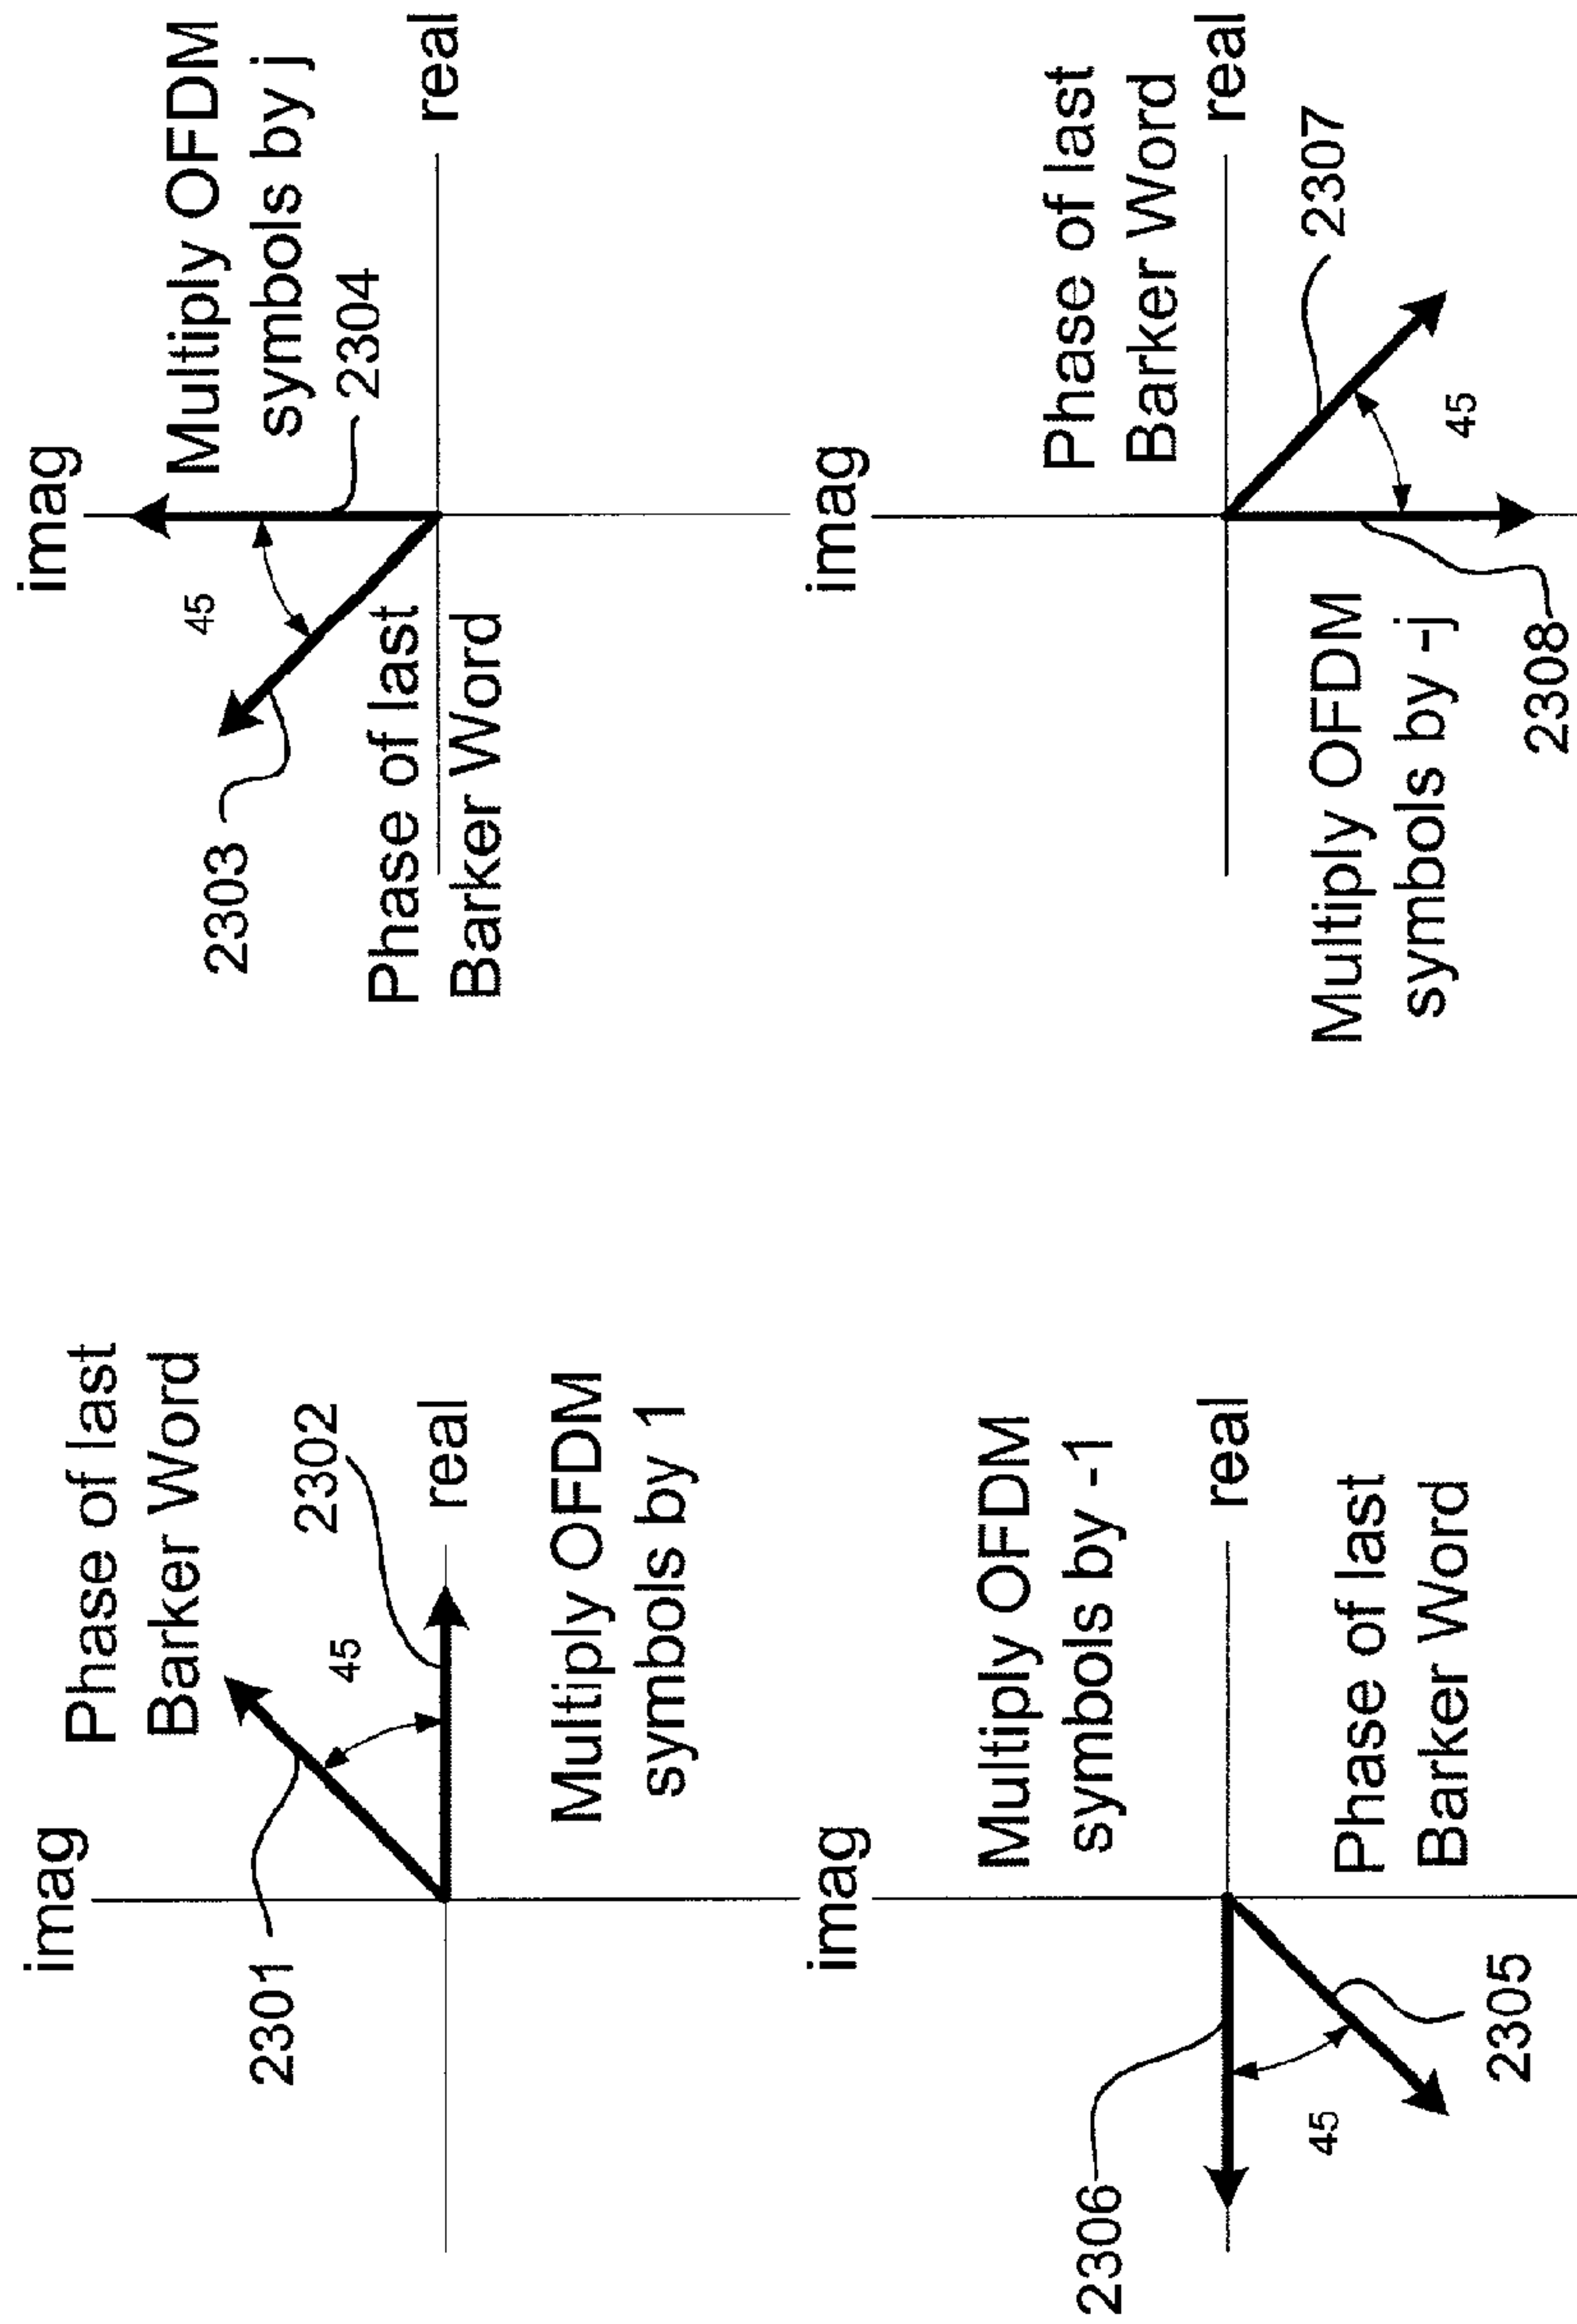 imag
Phase of last
Barker Word
2301
45
2302
real
Multiply OFDM
symbols by 1
imag
Multiply OFDM
symbols by j
45
2303
2304
Phase of last
Barker Word
real
imag
Multiply OFDM
symbols by -1
2306
real
45
Phase of last
Barker Word
2305
imag
Phase of last
Barker Word
real
2307
Multiply OFDM
symbols by -j
45
2308